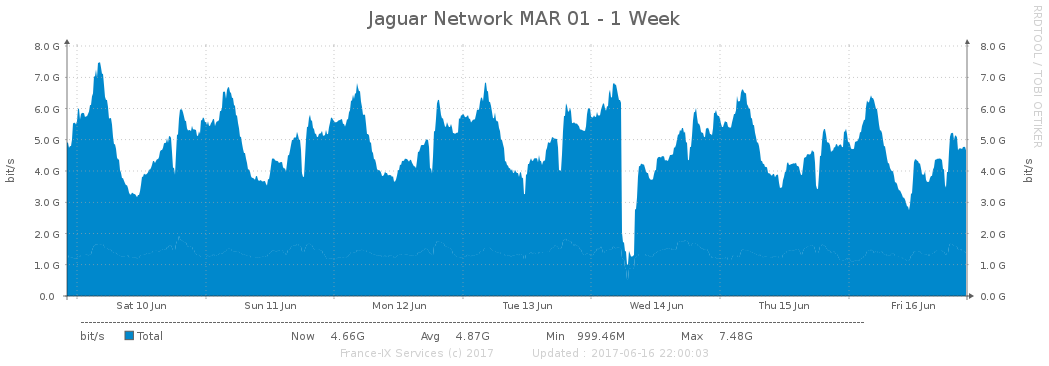 Jaguar Network MAR 01 - 1 Week
RRDTOOL / TOBI OETIKER
bit/s
8.0 G 8.0 G
7.0 G 7.0 G
6.0 G 6.0 G
5.0 G 5.0 G
4.0 G 4.0 G
3.0 G 3.0 G
2.0 G 2.0 G
1.0 G 1.0 G
0.0 0.0 G
bit/s
Sat 10 Jun Sun 11 Jun Mon 12 Jun Tue 13 Jun Wed 14 Jun Thu 15 Jun Fri 16 Jun
bit/s Total Now 4.66G Avg 4.87G Min 999.46M Max 7.48G
France-IX Services (c) 2017 Updated : 2017-06-16 22:00:03